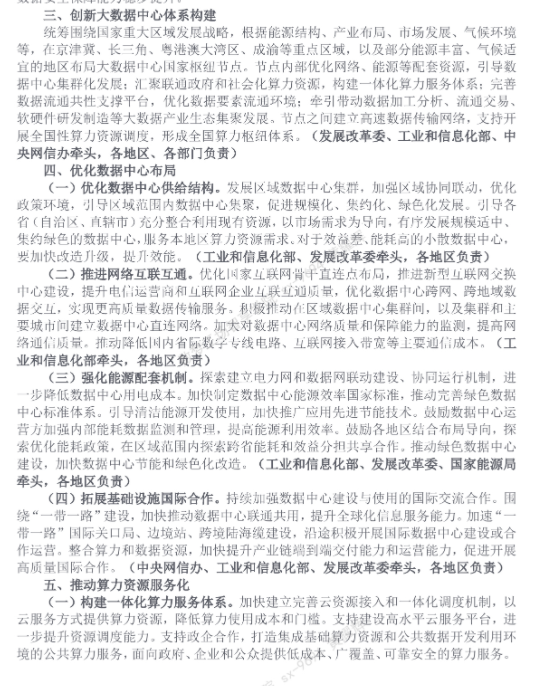 三、创新大数据中心体系构建
统筹围绕国家重大区域发展战略，根据能源结构、产业布局、市场发展、气候环境
等，在京津冀、长三角、粤港澳大湾区、成渝等重点区域，以及部分能源丰富、气候适
宜的地区布局大数据中心国家枢纽节点。节点内部优化网络、能源等配套资源，引导数
据中心集群化发展；汇聚联通政府和社会化算力资源，构建一体化算力服务体系；完善
数据流通共性支撑平台，优化数据要素流通环境；牵引带动数据加工分析、流通交易、
软硬件研发制造等大数据产业生态集聚发展。节点之间建立高速数据传输网络，支持开
展全国性算力资源调度，形成全国算力枢纽体系。（发展改革委、工业和信息化部、中
央网信办牵头，各地区、各部门负责）
四、优化数据中心布局
（一）优化数据中心供给结构。发展区域数据中心集群，加强区域协同联动，优化
政策环境，引导区域范围内数据中心集聚，促进规模化、集约化、绿色化发展。引导各
省（自治区、直辖市）充分整合利用现有资源，以市场需求为导向，有序发展规模适中、
集约绿色的数据中心，服务本地区算力资源需求。对于效益差、能耗高的小散数据中心，
要加快改造升级，提升效能。（工业和信息化部、发展改革委牵头，各地区负责）
（二）推进网络互联互通。优化国家互联网骨干直连点布局，推进新型互联网交换
中心建设，提升电信运营商和互联网企业互联互通质量，优化数据中心跨网、跨地域数
据交互，实现更高质量数据传输服务。积极推动在区域数据中心集群间，以及集群和主
要城市间建立数据中心直连网络。加大对数据中心网络质量和保障能力的监测，提高网
络通信质量。推动降低国内省际数字专线电路、互联网接入带宽等主要通信成本。（工
业和信息化部牵头，各地区负责）
（三）强化能源配套机制。探索建立电力网和数据网联动建设、协同运行机制，进
一步降低数据中心用电成本。加快制定数据中心能源效率国家标准，推动完善绿色数据
中心标准体系。引导清洁能源开发使用，加快推广应用先进节能技术。鼓励数据中心运
营方加强内部能耗数据监测和管理，提高能源利用效率。鼓励各地区结合布局导向，探
索优化能耗政策，在区域范围内探索跨省能耗和效益分担共享合作。推动绿色数据中心
建设，加快数据中心节能和绿色化改造。（工业和信息化部、发展改革委、国家能源局
牵头，各地区负责）
（四）拓展基础设施国际合作。持续加强数据中心建设与使用的国际交流合作。围
绕“一带一路”建设，加快推动数据中心联通共用，提升全球化信息服务能力。加速“一
带一路”国际关口局、边境站、跨境陆海缆建设，沿途积极开展国际数据中心建设或合
作运营。整合算力和数据资源，加快提升产业链端到端交付能力和运营能力，促进开展
高质量国际合作。（中央网信办、工业和信息化部、发展改革委牵头，各地区负责）
五、推动算力资源服务化
（一）构建一体化算力服务体系。加快建立完善云资源接入和一体化调度机制，以
云服务方式提供算力资源，降低算力使用成本和门槛。支持建设高水平云服务平台，进
一步提升资源调度能力。支持政企合作，打造集成基础算力资源和公共数据开发利用环
境的公共算力服务，面向政府、企业和公众提供低成本、广覆盖、可靠安全的算力服务。